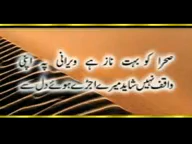 صحرا کو بہت ناز ہے ویرانی پہ اپنی
واقف نہیں شاید میرے اجڑے ہوئے دل سے